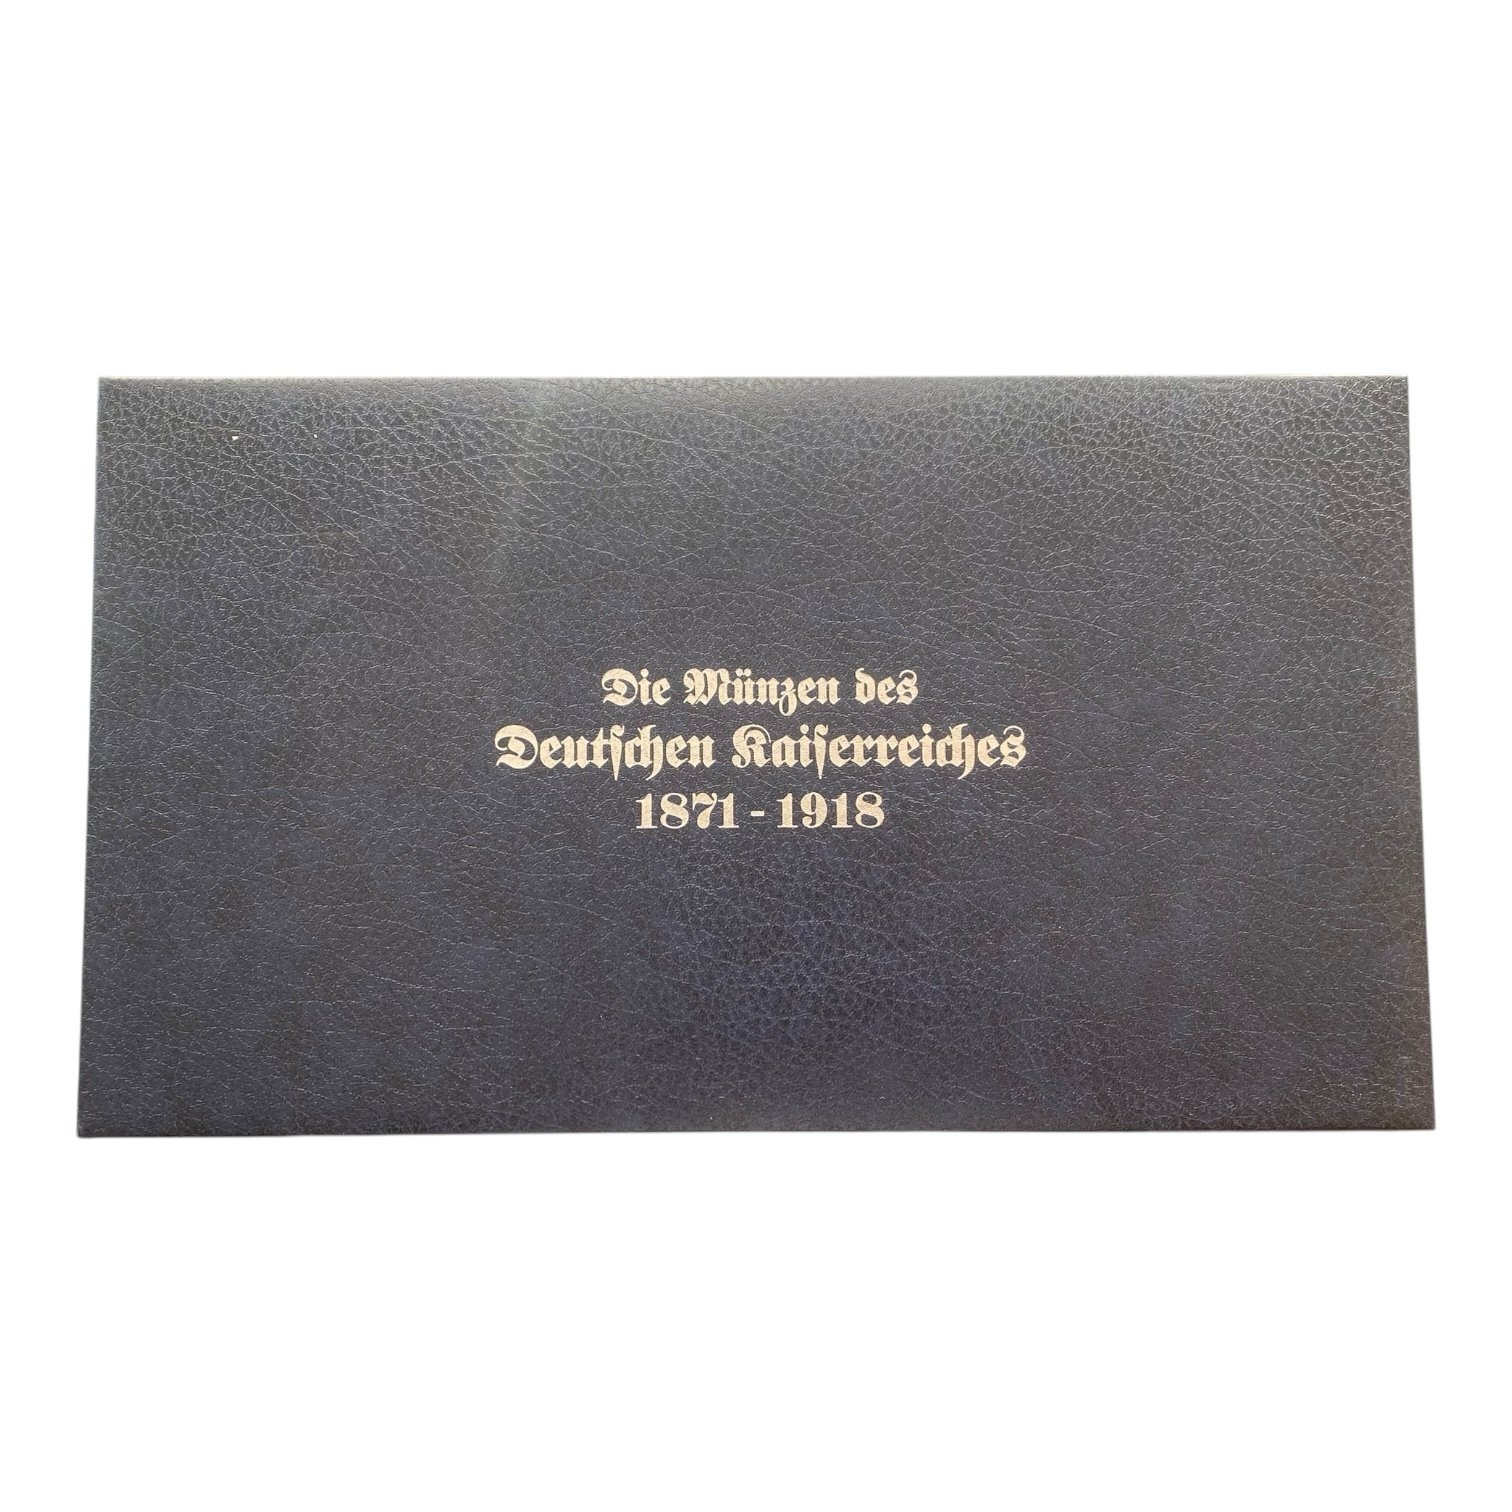 Die Münzen des
Deutſchen Kaiſerreiches
1871 - 1918